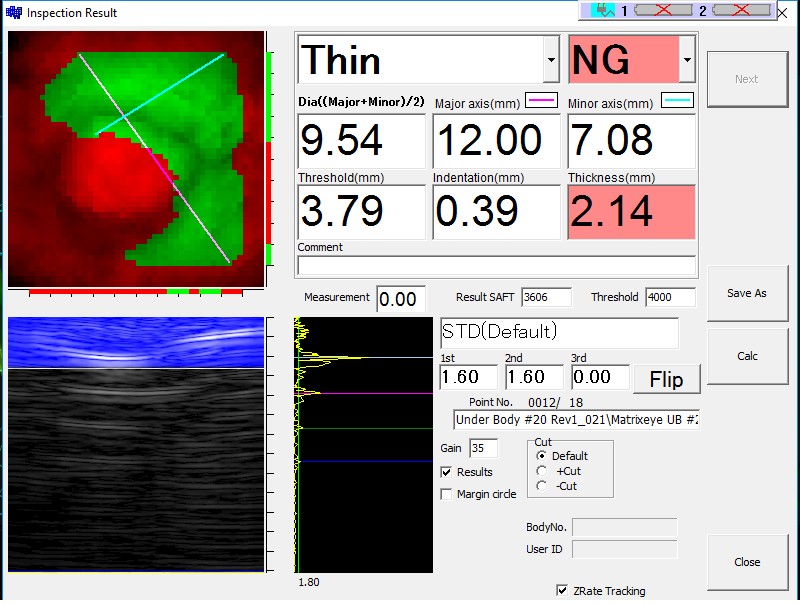 Inspection Result
1 2
Thin NG
Next
Dia((Major+Minor)/2) Major axis(mm) Minor axis(mm)
9.54 12.00 7.08
Threshold(mm) Indentation(mm) Thickness(mm)
3.79 0.39 2.14
Comment
Measurement 0.00 Result SAFT 3606 Threshold 4000
Save As
STD(Default)
Calc
1st 2nd 3rd
1.60 1.60 0.00 Flip
Point No. 0012/ 18
Under Body #20 Rev1_021\Matrixeye UB #2
Gain 35 Cut
Default
Results +Cut
-Cut
Margin circle
BodyNo.
User ID
Close
1.80
ZRate Tracking